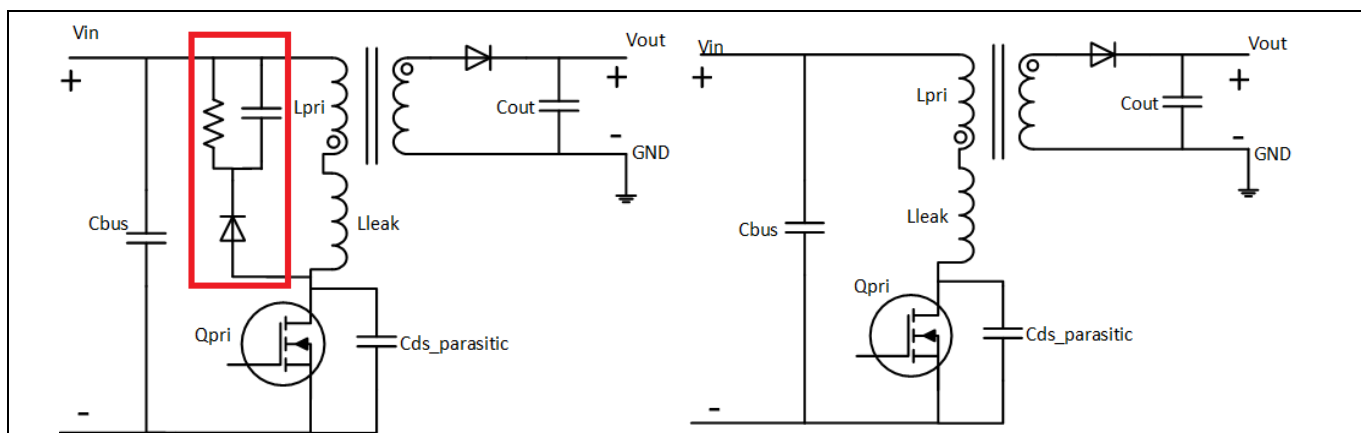 Vin
+
Lpri
Cbus
Lleak
Qpri
Cds_parasitic
-
Vout
+
Cout
-
GND
Vin
+
Lpri
Cbus
Lleak
Qpri
Cds_parasitic
-
Vout
+
Cout
-
GND